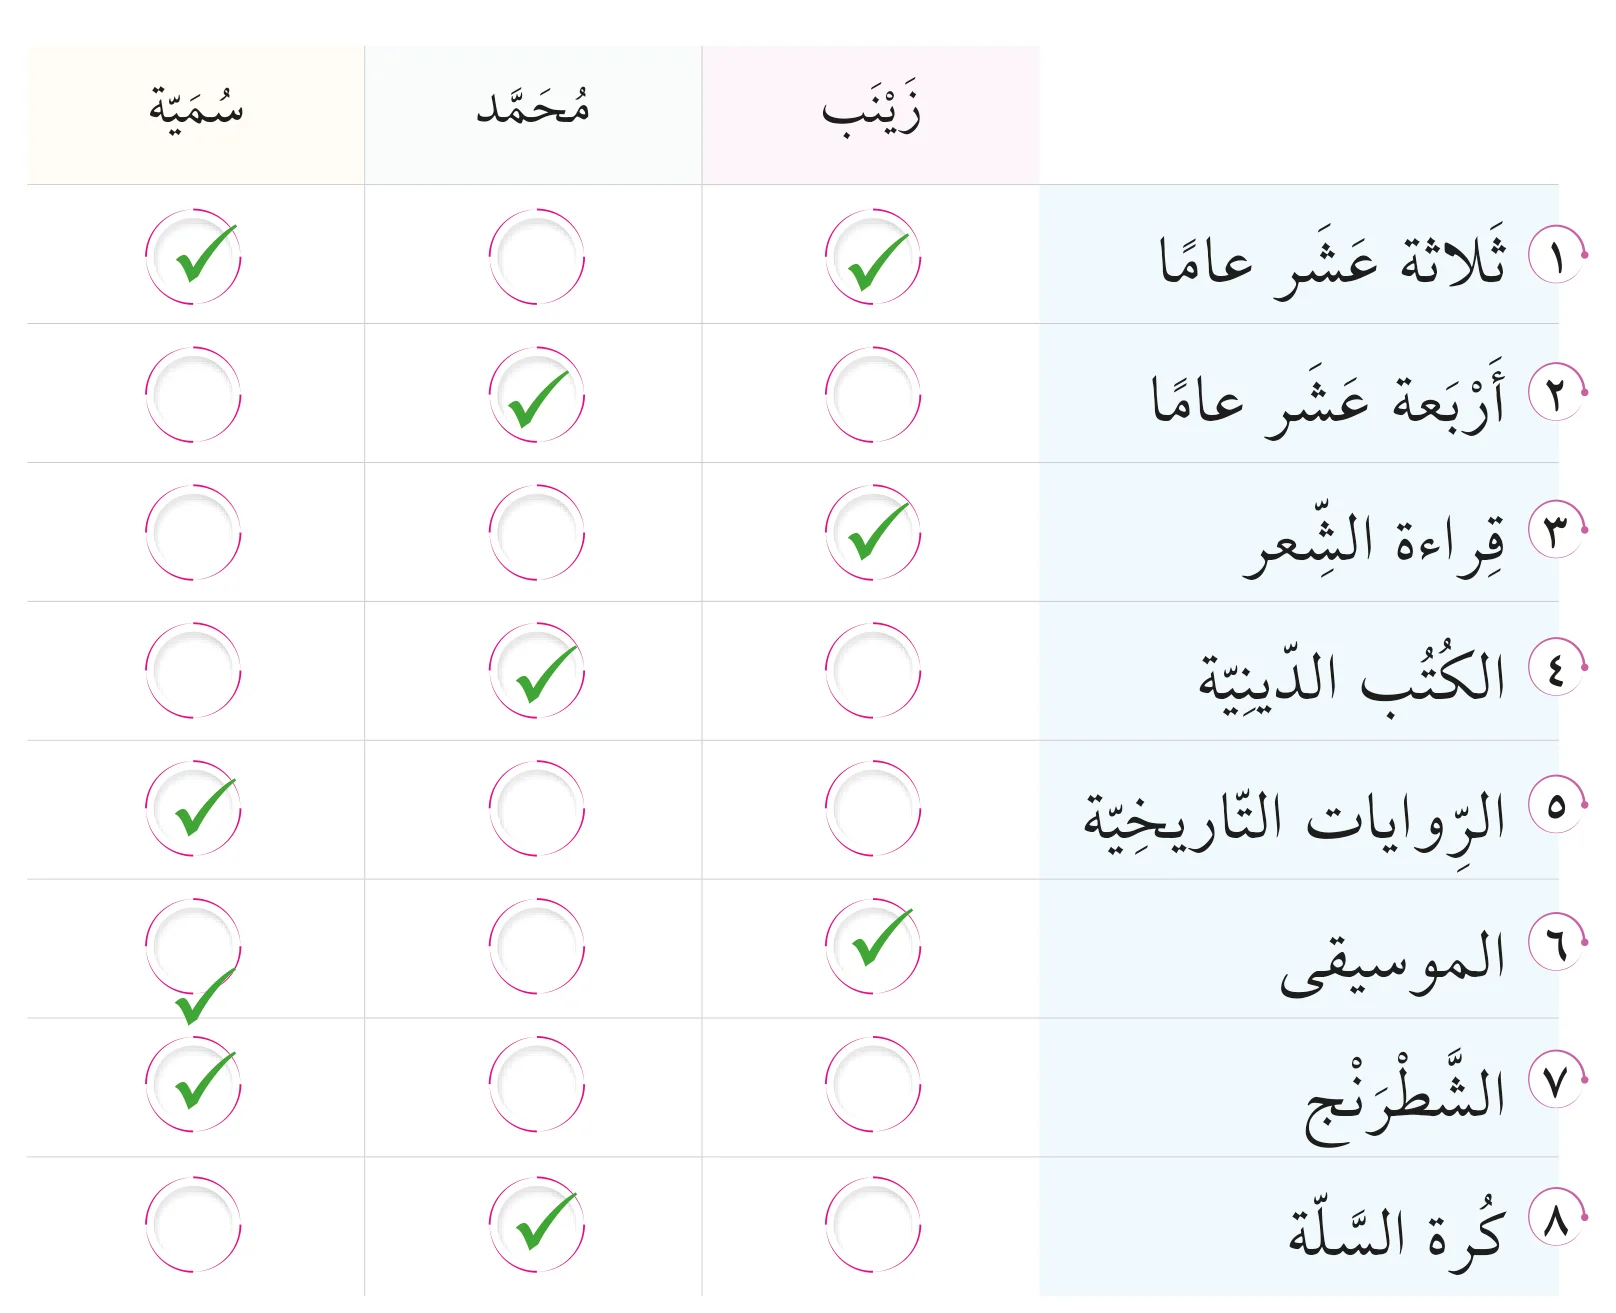 زَيْنَب مُحَمَّد سُمَيّة
١ ثَلاثة عَشَر عامًا
٢ أَرْبَعة عَشَر عامًا
٣ قِراءة الشِّعر
٤ الكُتُب الدّينِيّة
٥ الرِّوايات التّاريخِيّة
٦ الموسيقى
٧ الشَّطْرَنْج
٨ كُرة السَّلّة